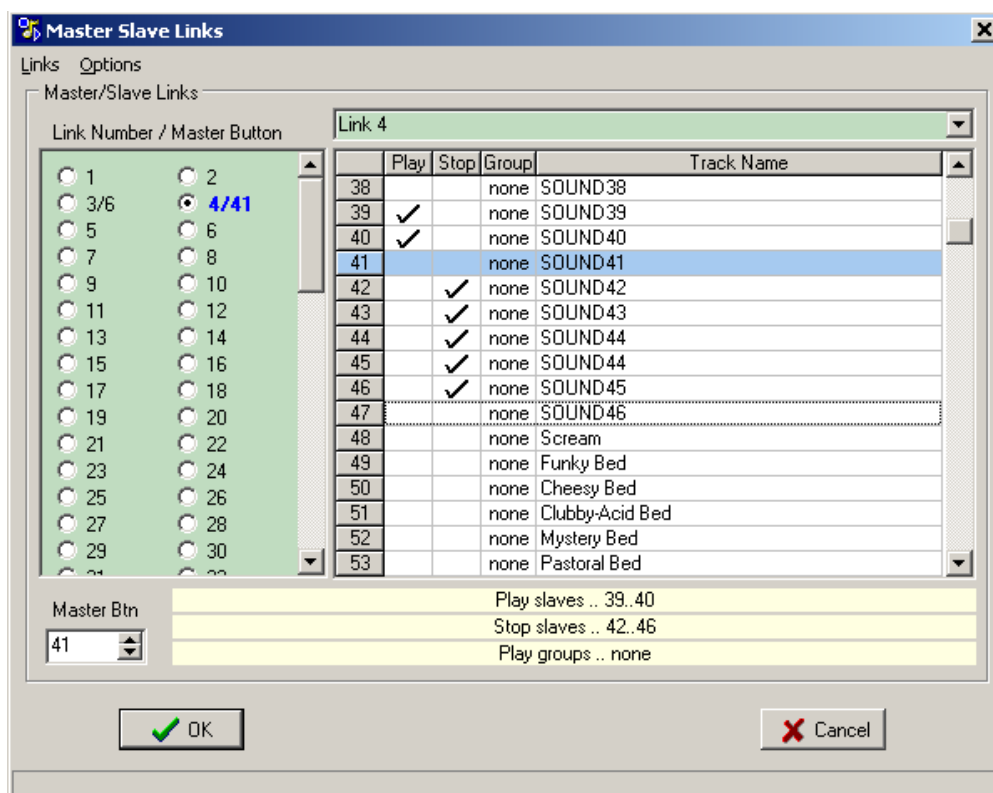 Master Slave Links
Links Options
Master/Slave Links
Link Number / Master Button
Link 4
1 2
3/6 4/41
5 6
7 8
9 10
11 12
13 14
15 16
17 18
19 20
21 22
23 24
25 26
27 28
29 30
Play Stop Group Track Name
38 none SOUND38
39 none SOUND39
40 none SOUND40
41 none SOUND41
42 none SOUND42
43 none SOUND43
44 none SOUND44
45 none SOUND44
46 none SOUND45
47 none SOUND46
48 none Scream
49 none Funky Bed
50 none Cheesy Bed
51 none Clubby-Acid Bed
52 none Mystery Bed
53 none Pastoral Bed
Master Btn
41
Play slaves .. 39..40
Stop slaves .. 42..46
Play groups .. none
OK
Cancel